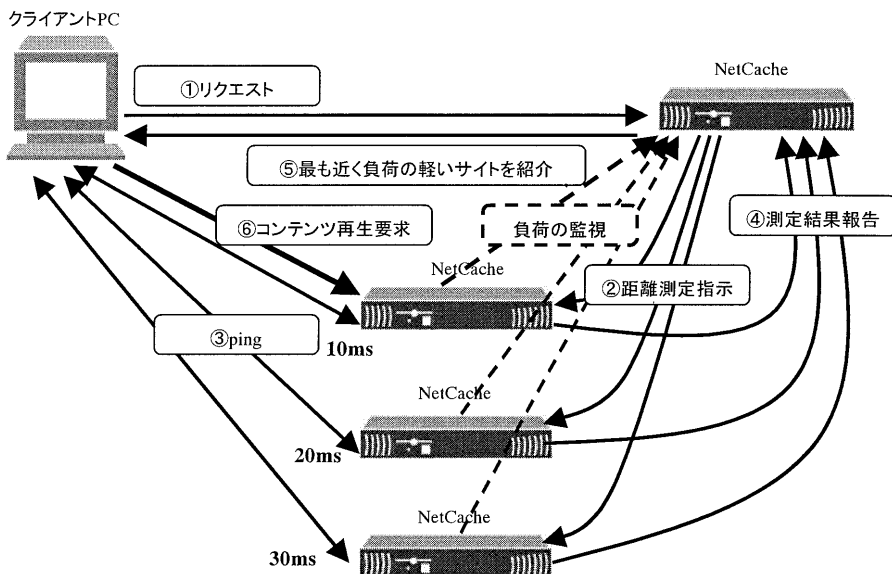 クライアントPC
NetCache
①リクエスト
⑤最も近く負荷の軽いサイトを紹介
⑥コンテンツ再生要求
負荷の監視
④測定結果報告
NetCache
②距離測定指示
③ping
10ms
NetCache
20ms
NetCache
30ms